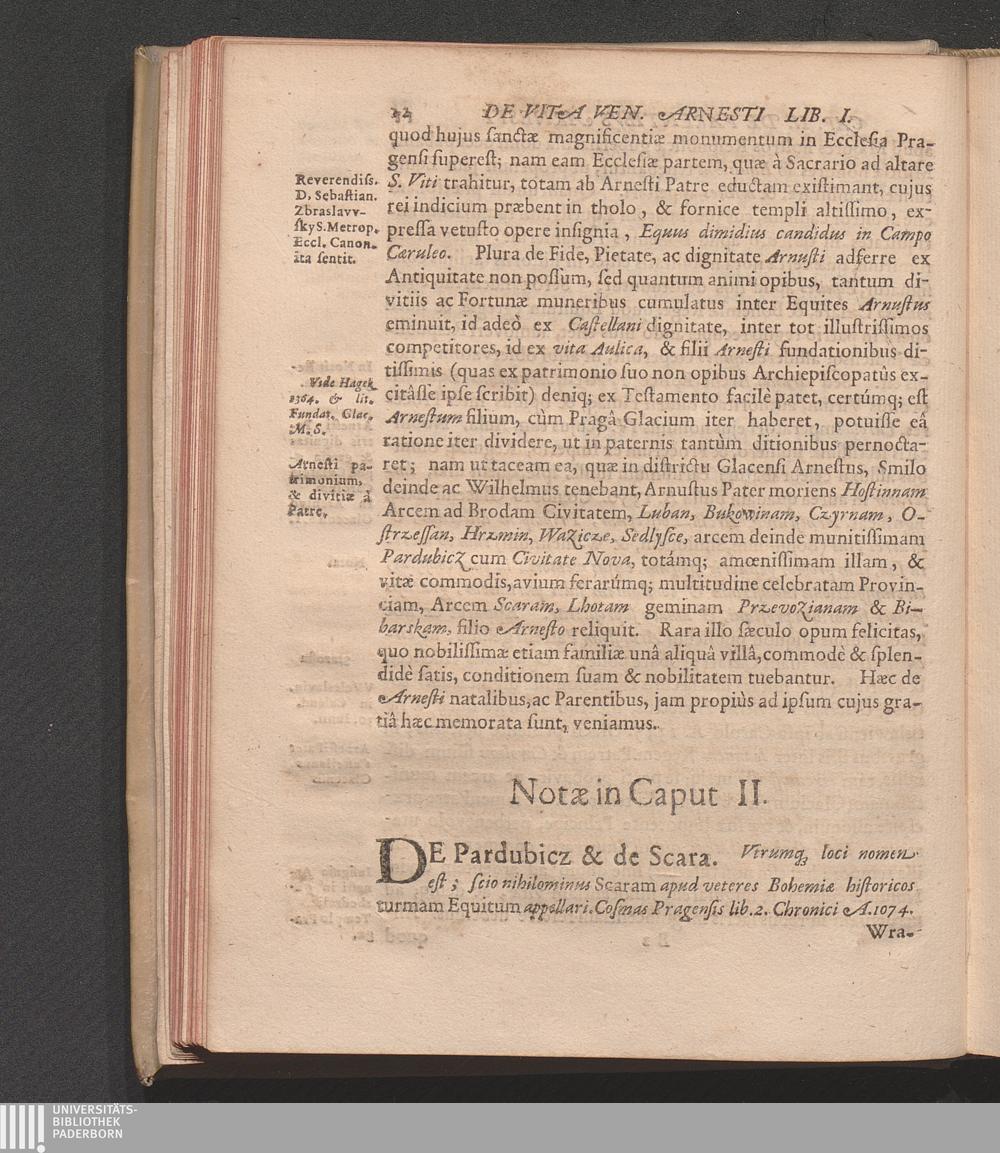 12 DE VITA VEN. ARNESTI LIB. I.
quod hujus sanctæ magnificentiæ monumentum in Ecclesia Pra-
gensi superest; nam eam Ecclesiæ partem, quæ à Sacrario ad altare
S. Viti trahitur, totam ab Arnesti Patre eductam existimant, cujus
rei indicium præbent in tholo, & fornice templi altissimo, ex-
pressa vetusto opere insignia, Equus dimidius candidus in Campo
Cæruleo. Plura de Fide, Pietate, ac dignitate Arnusti adferre ex
Antiquitate non possum, sed quantum animi opibus, tantum di-
vitiis ac Fortunæ muneribus cumulatus inter Equites Arnustus
eminuit, id adeò ex Castellani dignitate, inter tot illustrissimos
competitores, id ex vita Aulica, & filii Arnesti fundationibus di-
tissimis (quas ex patrimonio suo non opibus Archiepiscopatûs ex-
citâsse ipse scribit) deniq; ex Testamento facilè patet, certúmq; est
Arnestum filium, cùm Pragâ Glacium iter haberet, potuisse eâ
ratione iter dividere, ut in paternis tantùm ditionibus pernocta-
ret; nam ut taceam ea, quæ in districtu Glacensi Arnestus, Smilo
deinde ac Wilhelmus tenebant, Arnustus Pater moriens Hostinnam
Arcem ad Brodam Civitatem, Luban, Bukowinam, Czyrnam, O-
strzessan, Hrzmin, Waziczæ, Sedlysce, arcem deinde munitissimam
Pardubicz cum Civitate Nova, totámq; amœnissimam illam, &
vitæ commodis, avium ferarúmq; multitudine celebratam Provin-
ciam, Arcem Scaram, Lhotam geminam Przevozianam & Bi-
barskam, filio Arnesto reliquit. Rara illo sæculo opum felicitas,
quo nobilissimæ etiam familiæ unâ aliquâ villâ, commodè & splen-
didè satis, conditionem suam & nobilitatem tuebantur. Hæc de
Arnesti natalibus, ac Parentibus, jam propiùs ad ipsum cujus gra-
tiâ hæc memorata sunt, veniamus.
Reverendiss.
D. Sebastian.
Zbraslavv-
sky S. Metrop.
Eccl. Canon.
ita sentit.
Vide Hagek
1364. & lit.
Fundat. Glac.
M. S.
Arnesti pa-
trimonium,
& divitiæ à
Patre.
Notæ in Caput II.
DE Pardubicz & de Scara. Virumq; loci nomen
est; scio nihilominus Scaram apud veteres Bohemiæ historicos
turmam Equitum appellari. Cosmas Pragensis lib. 2. Chronici A. 1074.
Wra-
UNIVERSITÄTS-
BIBLIOTHEK
PADERBORN